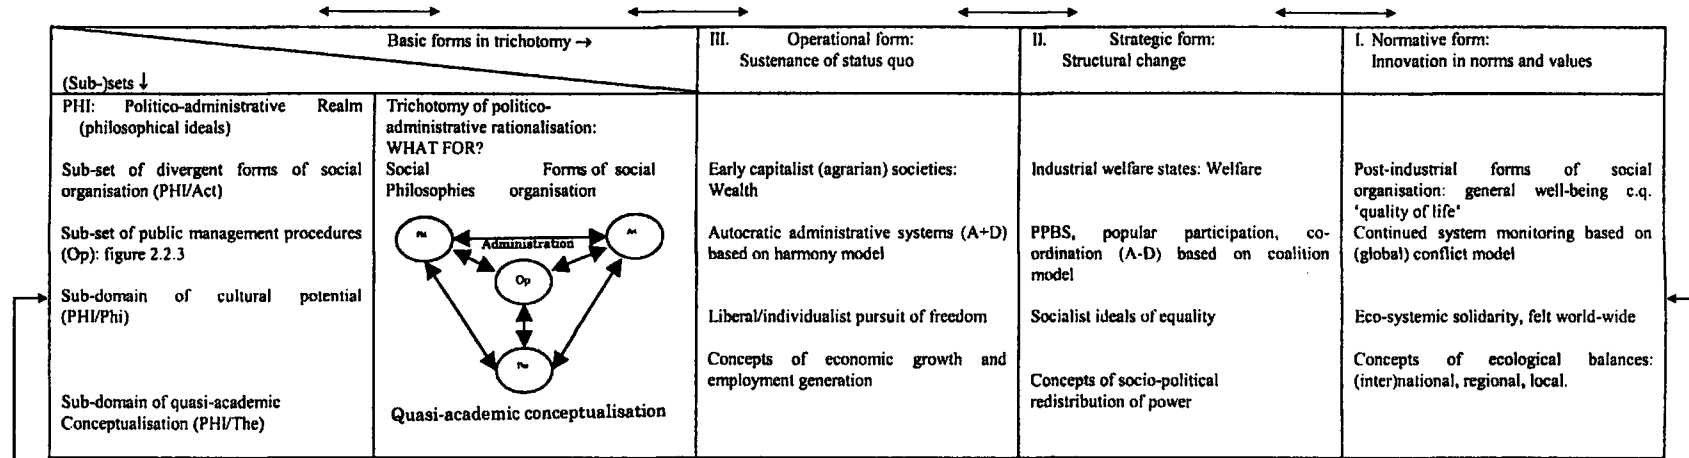 Basic forms in trichotomy →
(Sub-)sets ↓
III. Operational form:
Sustenance of status quo
II. Strategic form:
Structural change
I. Normative form:
Innovation in norms and values
PHI: Politico-administrative Realm
(philosophical ideals)
Sub-set of divergent forms of social
organisation (PHI/Act)
Sub-set of public management procedures
(Op): figure 2.2.3
Sub-domain of cultural potential
(PHI/Phi)
Sub-domain of quasi-academic
Conceptualisation (PHI/The)
Trichotomy of politico-
administrative rationalisation:
WHAT FOR?
Social Forms of social
Philosophies organisation
Phi
Act
Administration
Op
The
Quasi-academic conceptualisation
Early capitalist (agrarian) societies:
Wealth
Autocratic administrative systems (A+D)
based on harmony model
Liberal/individualist pursuit of freedom
Concepts of economic growth and
employment generation
Industrial welfare states: Welfare
PPBS, popular participation, co-
ordination (A-D) based on coalition
model
Socialist ideals of equality
Concepts of socio-political
redistribution of power
Post-industrial forms of social
organisation: general well-being c.q.
'quality of life'
Continued system monitoring based on
(global) conflict model
Eco-systemic solidarity, felt world-wide
Concepts of ecological balances:
(inter)national, regional, local.